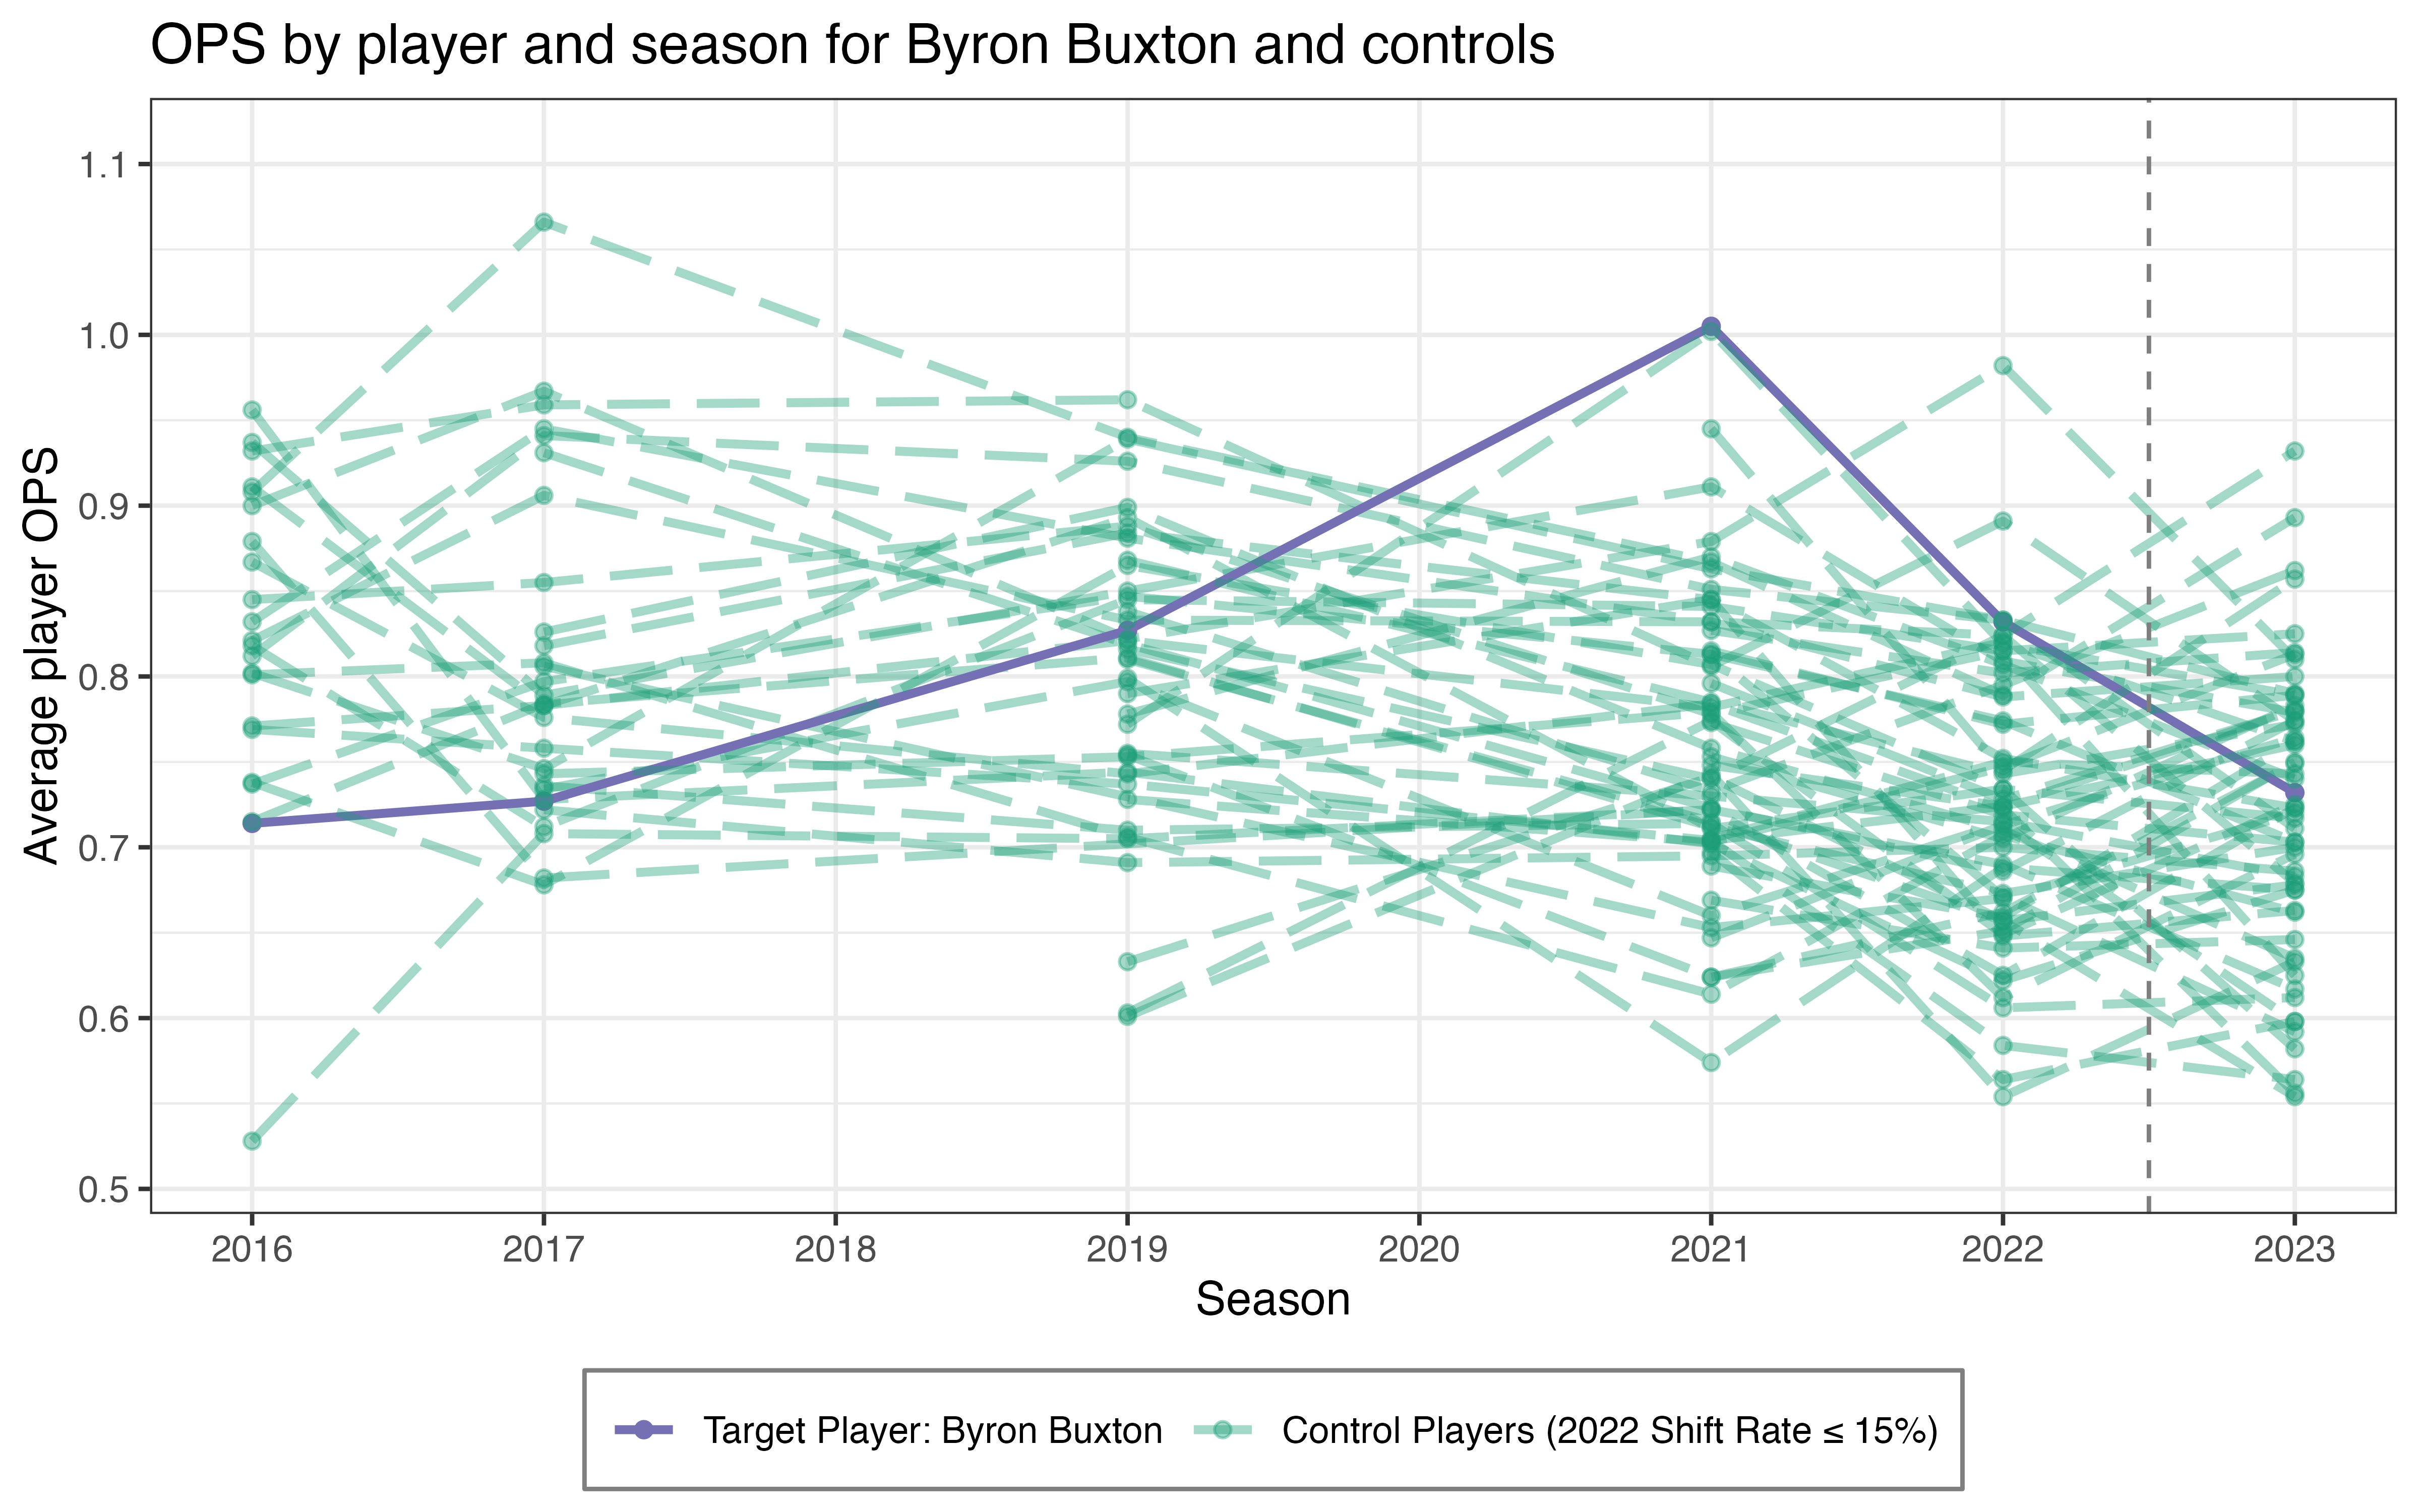 OPS by player and season for Byron Buxton and controls
Average player OPS
1.1
1.0
0.9
0.8
0.7
0.6
0.5
2016 2017 2018 2019 2020 2021 2022 2023
Season
Target Player: Byron Buxton Control Players (2022 Shift Rate ≤ 15%)